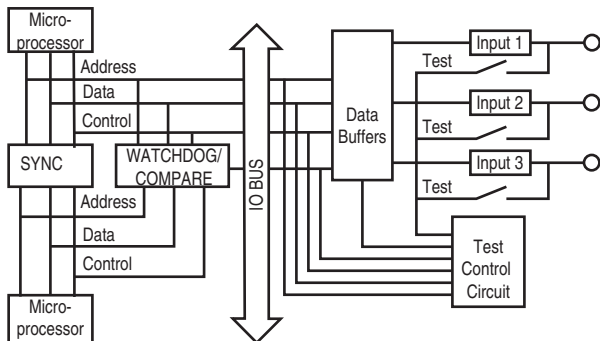 Micro-
processor
Address
Data
Control
SYNC
WATCHDOG/
COMPARE
Address
Data
Control
Micro-
processor
IO BUS
Data
Buffers
Input 1
Test
Input 2
Test
Input 3
Test
Test
Control
Circuit